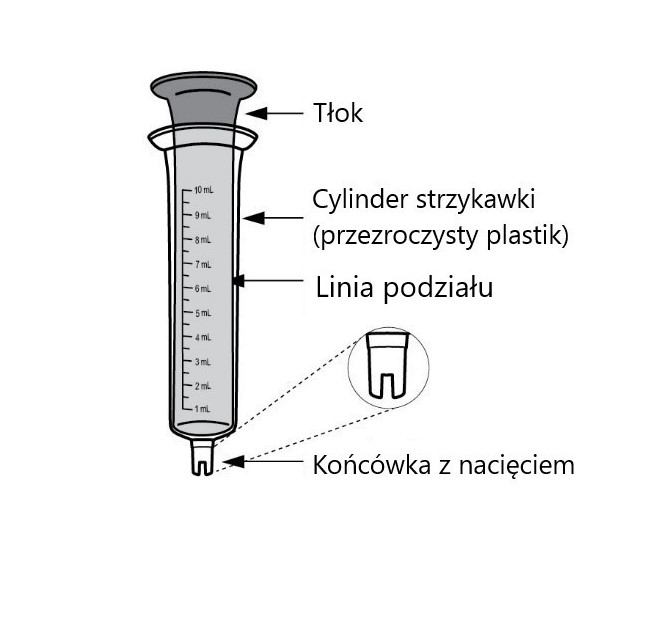 Tłok
10 mL
Cylinder strzykawki
9 mL
(przezroczysty plastik)
8 mL
7 mL
Linia podziału
6 mL
5 mL
4 mL
3 mL
2 mL
1 mL
Końcówka z nacięciem